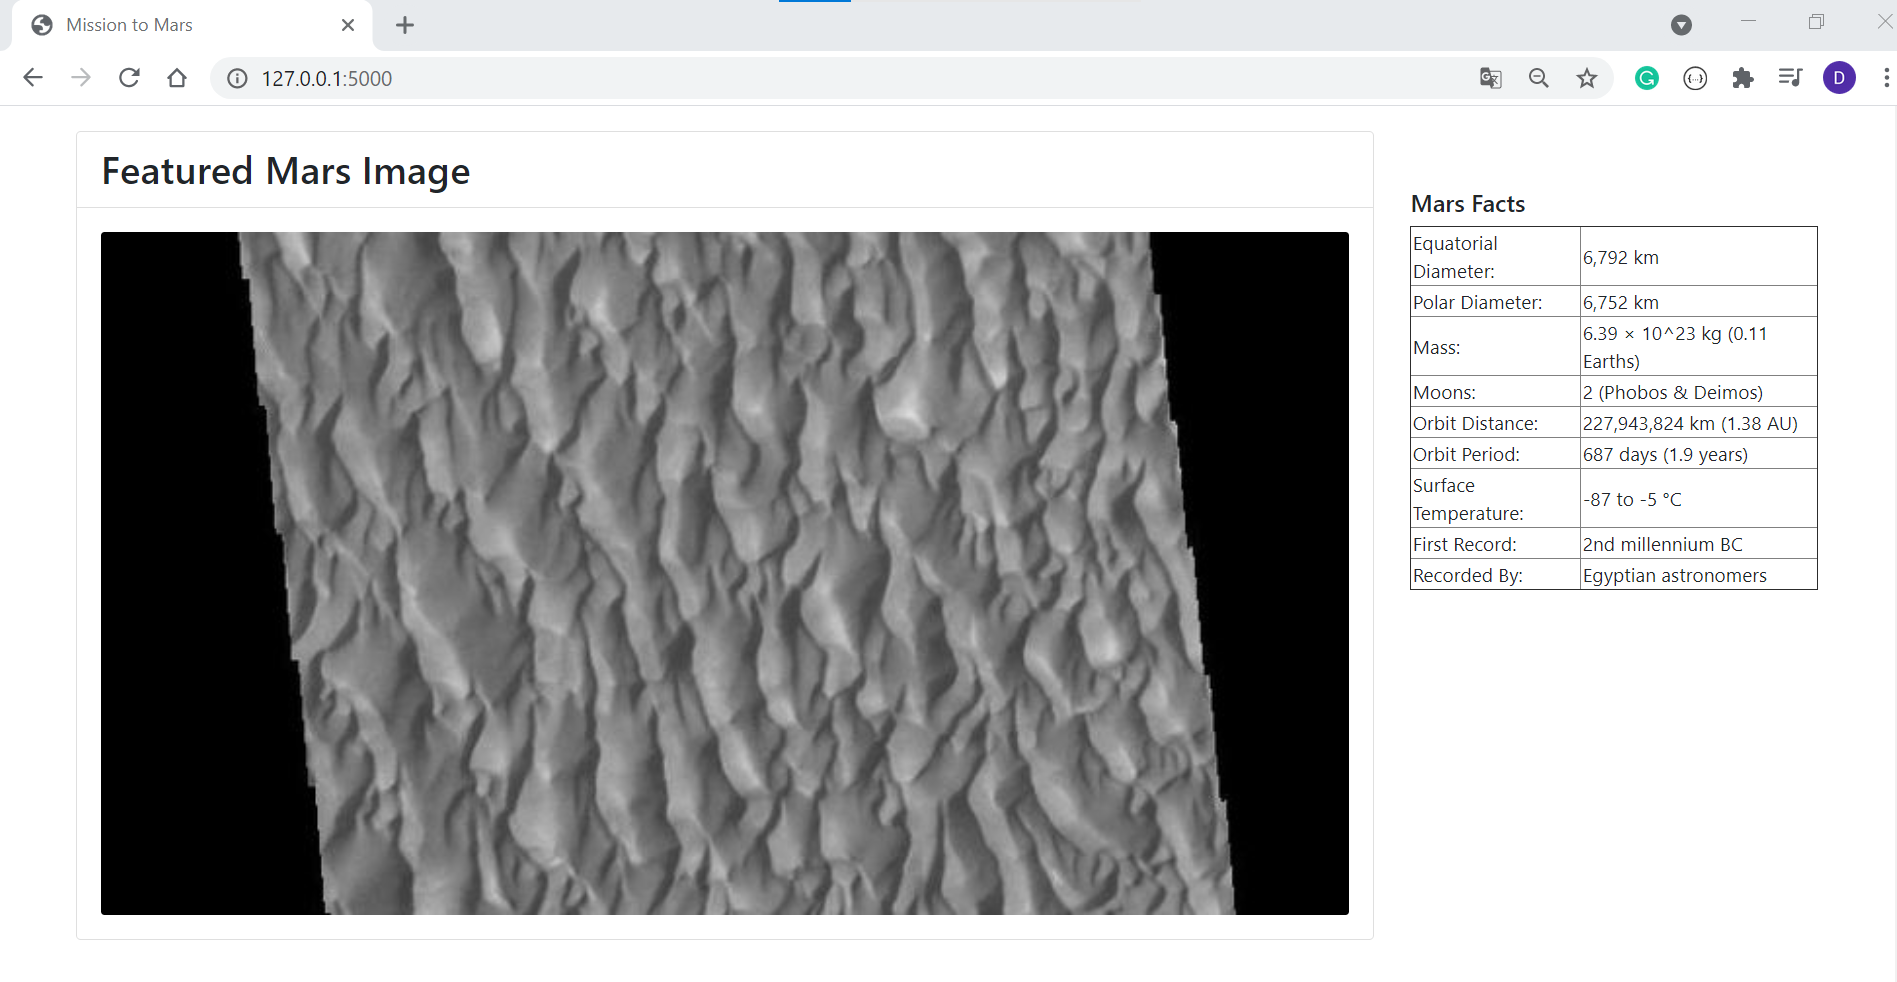 Mission to Mars
127.0.0.1:5000
D
Featured Mars Image
Mars Facts
Equatorial
Diameter:
6,792 km
Polar Diameter:
6,752 km
Mass:
6.39 × 10^23 kg (0.11
Earths)
Moons:
2 (Phobos & Deimos)
Orbit Distance:
227,943,824 km (1.38 AU)
Orbit Period:
687 days (1.9 years)
Surface
Temperature:
-87 to -5 °C
First Record:
2nd millennium BC
Recorded By:
Egyptian astronomers